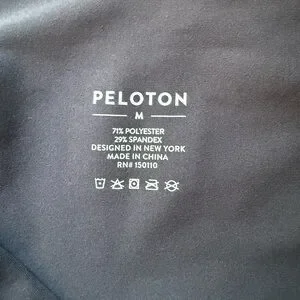 PELOTON
M
71% POLYESTER
29% SPANDEX
DESIGNED IN NEW YORK
MADE IN CHINA
RN# 150110